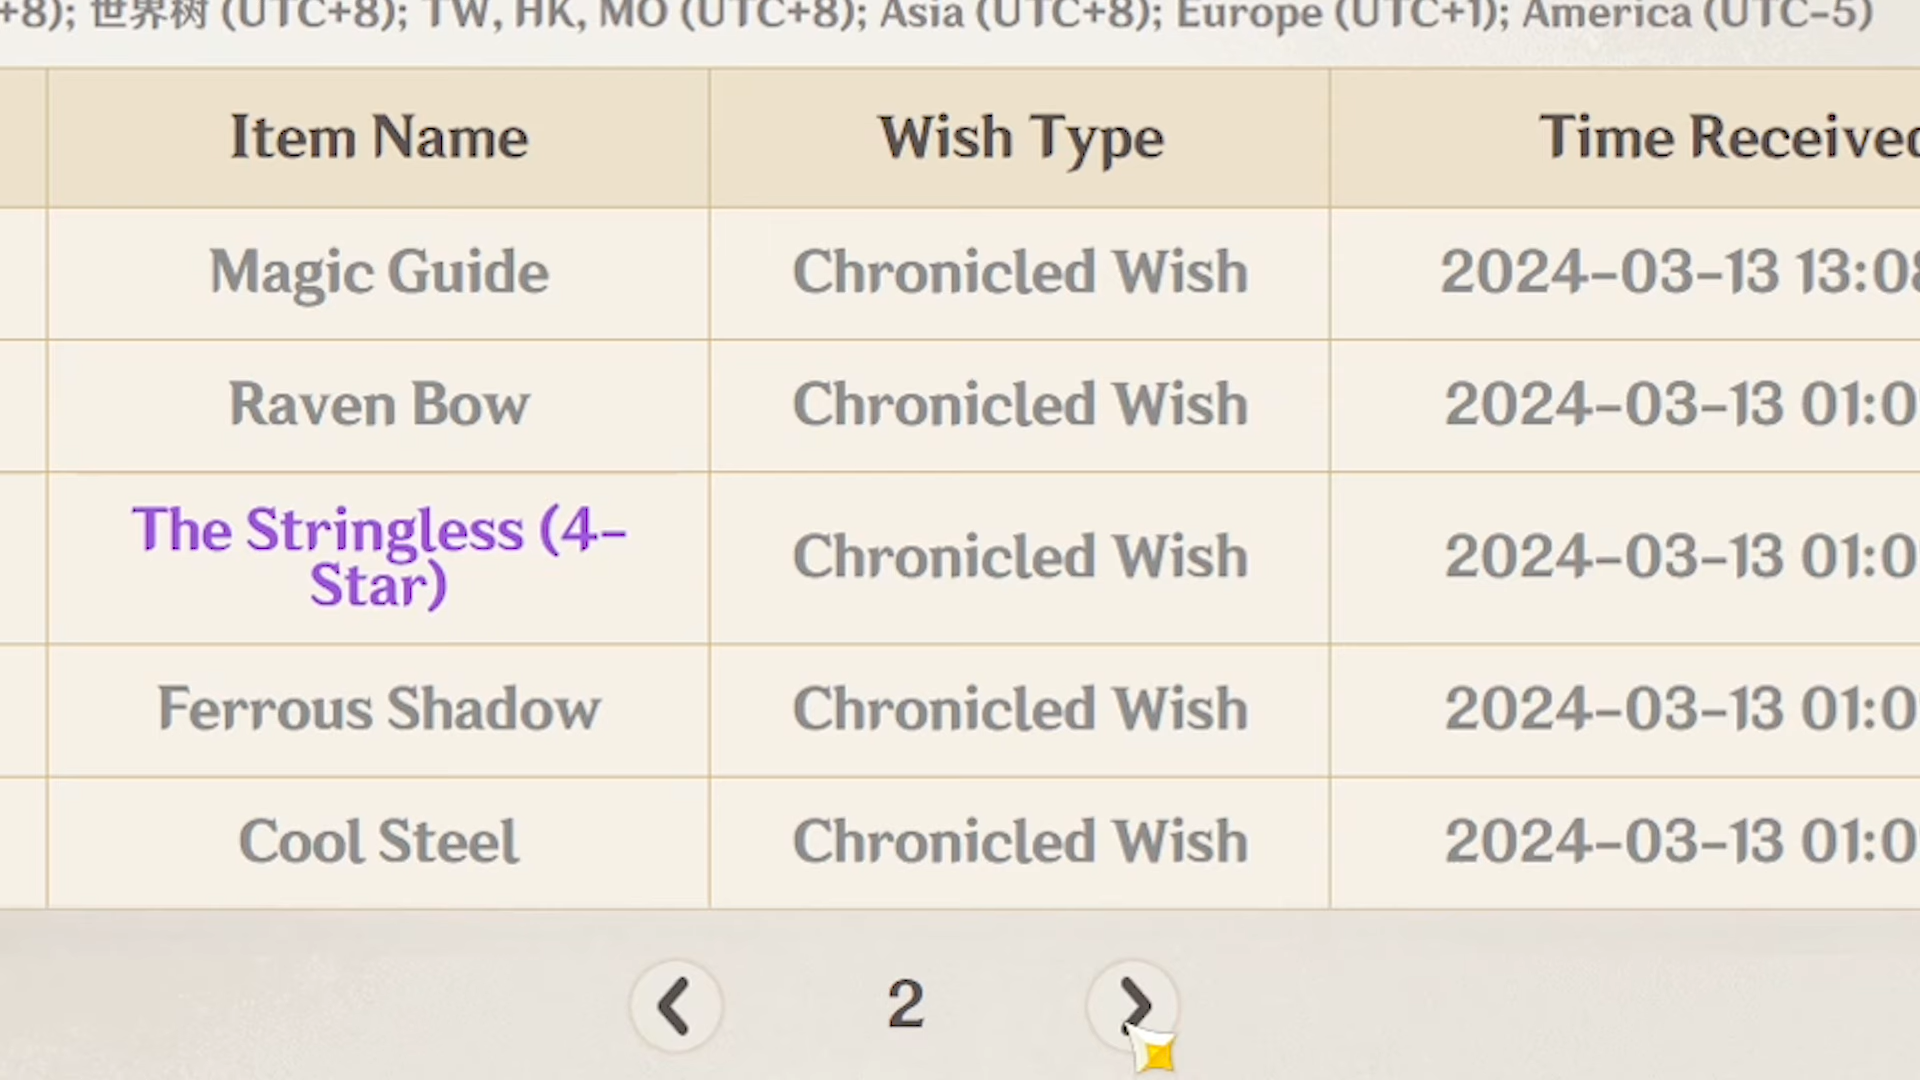 +8); 世界树 (UTC+8); TW, HK, MO (UTC+8); Asia (UTC+8); Europe (UTC+1); America (UTC-5)
Item Name Wish Type Time Received
Magic Guide Chronicled Wish 2024-03-13 13:08
Raven Bow Chronicled Wish 2024-03-13 01:0
The Stringless (4-
Star) Chronicled Wish 2024-03-13 01:0
Ferrous Shadow Chronicled Wish 2024-03-13 01:0
Cool Steel Chronicled Wish 2024-03-13 01:0
2